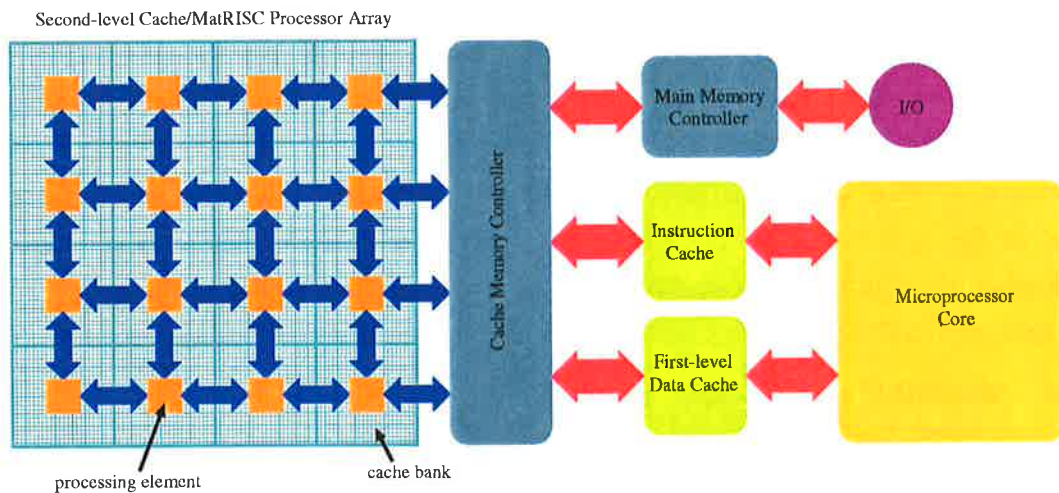 Second-level Cache/MatRISC Processor Array
Cache Memory Controller
Main Memory
Controller
I/O
Instruction
Cache
First-level
Data Cache
Microprocessor
Core
processing element
cache bank